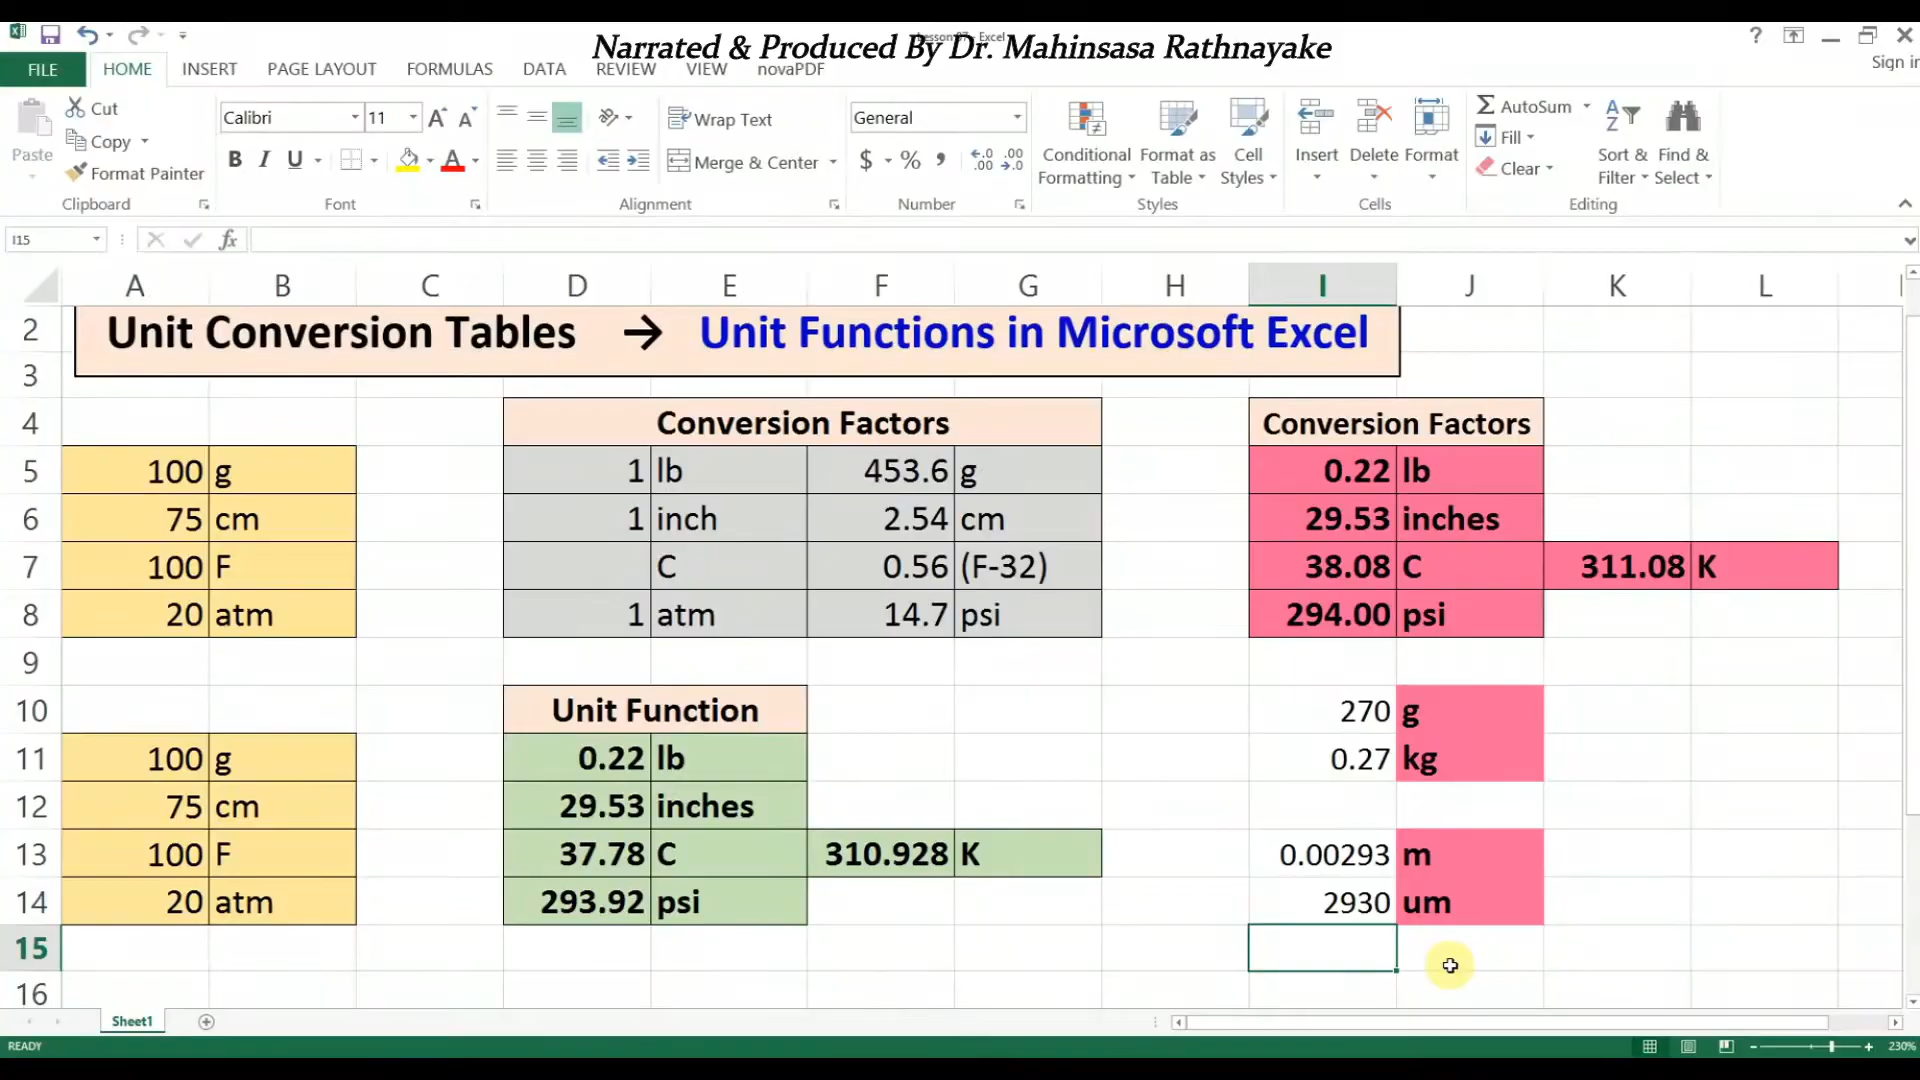 Narrated & Produced By Dr. Mahinsasa Rathnayake
Sign in
FILE HOME INSERT PAGE LAYOUT FORMULAS DATA REVIEW VIEW novaPDF
Cut
Copy
Format Painter
Paste
Clipboard
Calibri 11
B I U
Font
Wrap Text
Merge & Center
Alignment
General
$ % ,
Number
Conditional Formatting
Format as Table
Cell Styles
Styles
Insert Delete Format
Cells
AutoSum
Fill
Clear
Sort & Filter
Find & Select
Editing
I15 fx
A B C D E F G H I J K L
2 Unit Conversion Tables → Unit Functions in Microsoft Excel
3
4 Conversion Factors Conversion Factors
5 100 g 1 lb 453.6 g 0.22 lb
6 75 cm 1 inch 2.54 cm 29.53 inches
7 100 F C 0.56 (F-32) 38.08 C 311.08 K
8 20 atm 1 atm 14.7 psi 294.00 psi
9
10 Unit Function 270 g
11 100 g 0.22 lb 0.27 kg
12 75 cm 29.53 inches
13 100 F 37.78 C 310.928 K 0.00293 m
14 20 atm 293.92 psi 2930 um
15
16
Sheet1
READY 230%